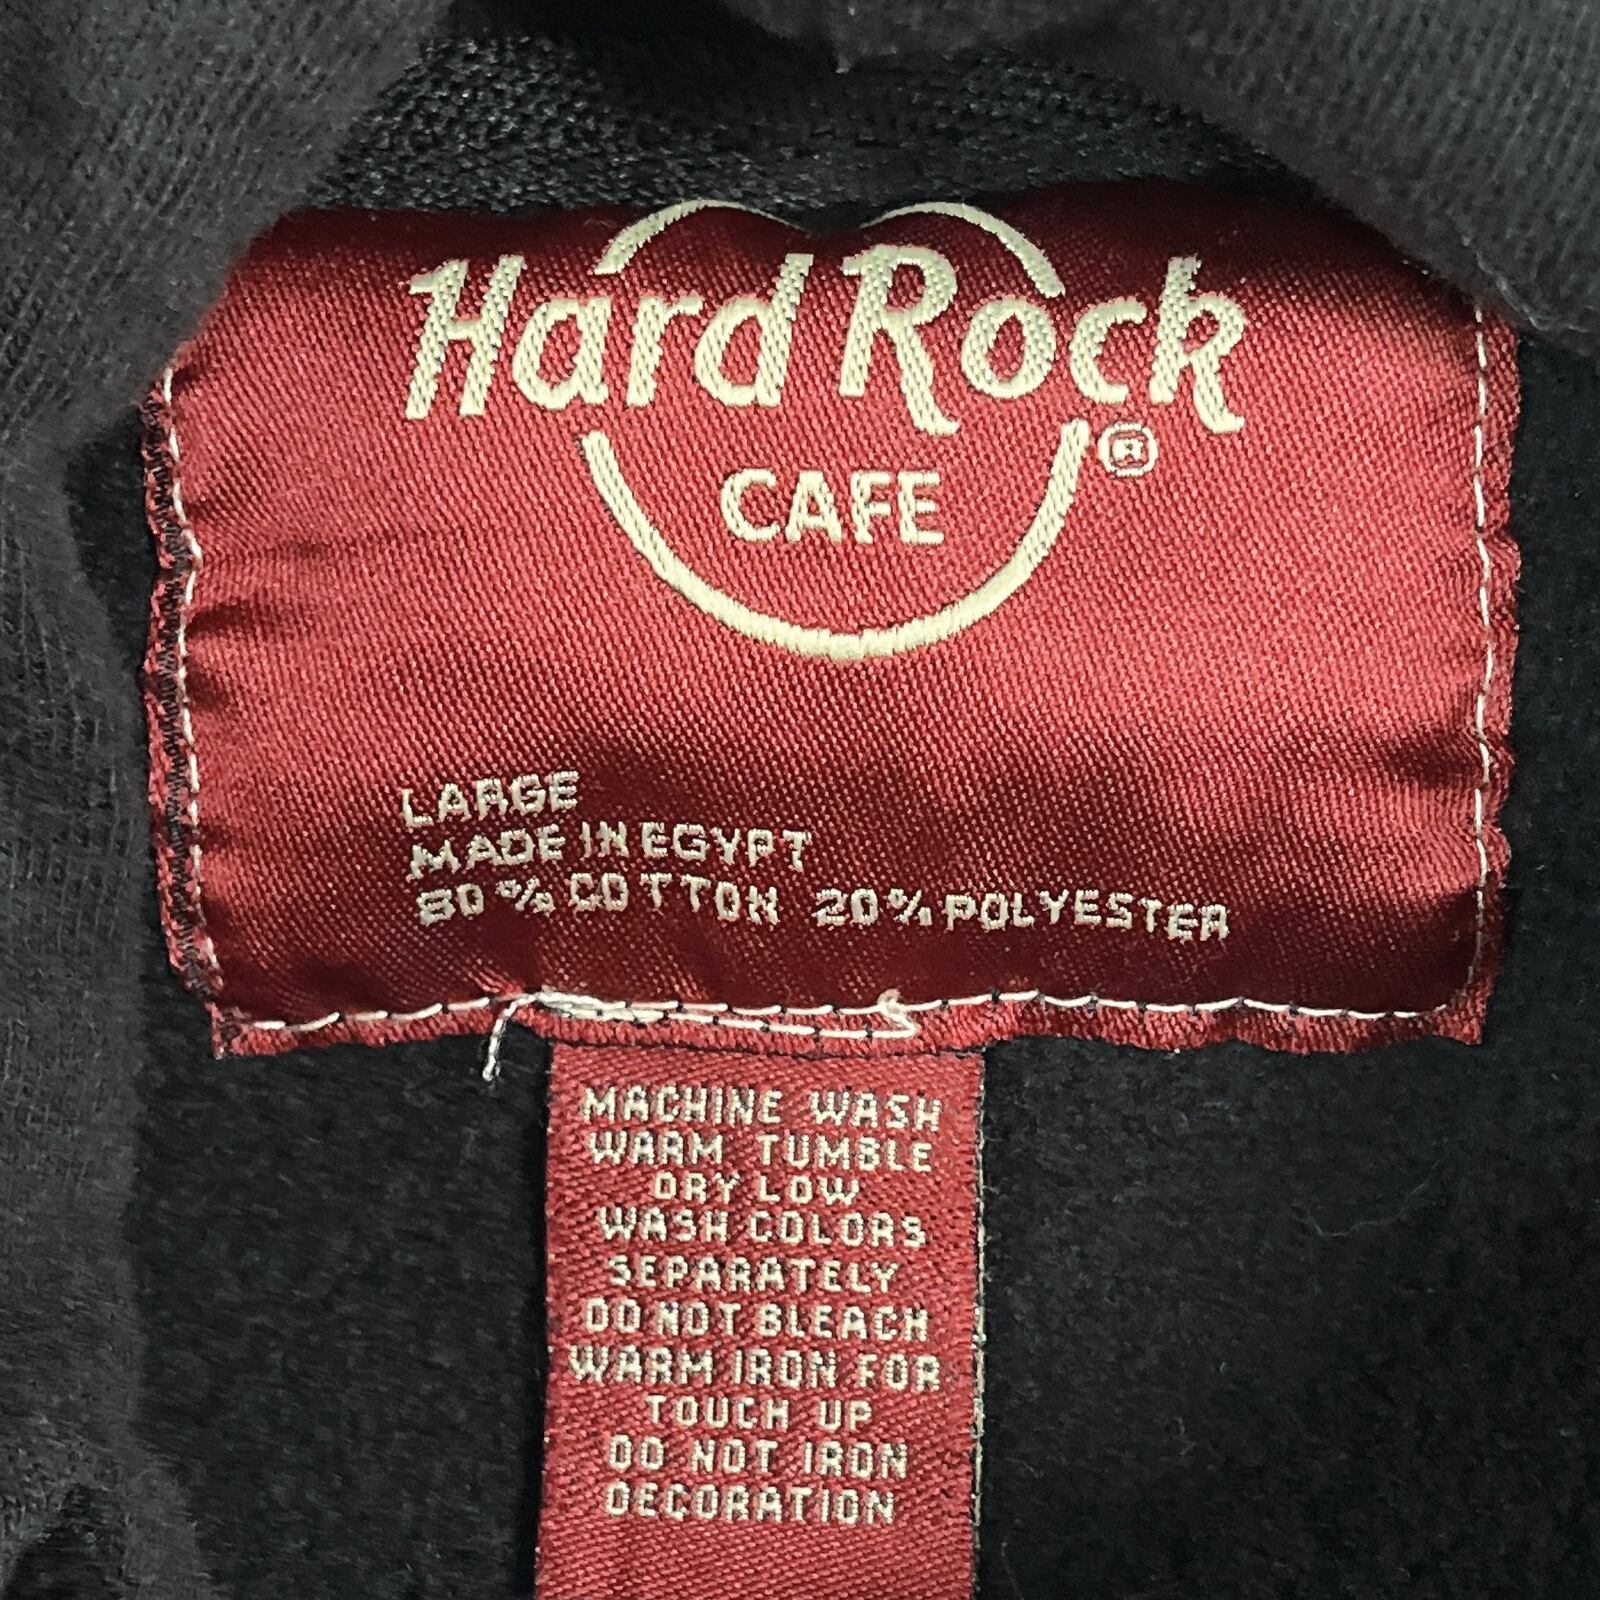 Hard Rock
®
CAFE
LARGE
MADE IN EGYPT
80% COTTON 20% POLYESTER
MACHINE WASH
WARM TUMBLE
DRY LOW
WASH COLORS
SEPARATELY
DO NOT BLEACH
WARM IRON FOR
TOUCH UP
DO NOT IRON
DECORATION